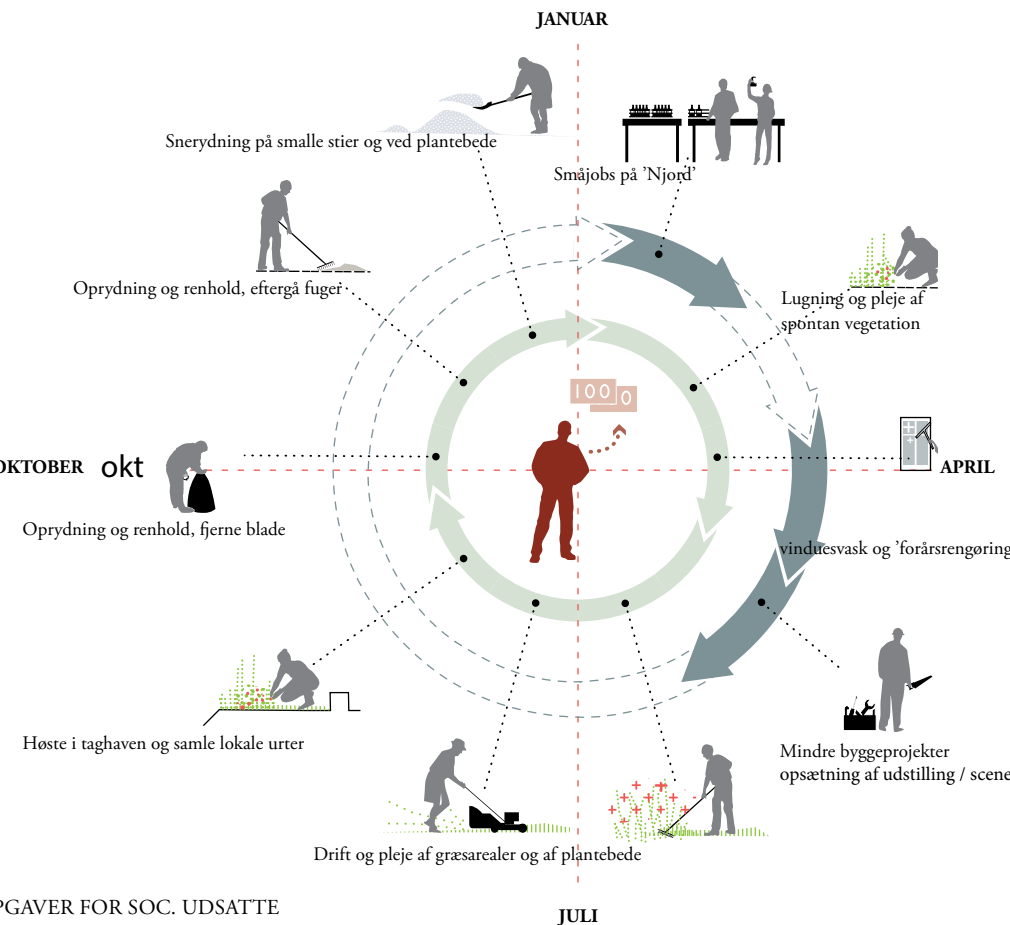 JANUAR
Snerydning på smalle stier og ved plantebede
Småjobs på ’Njord’
Oprydning og renhold, eftergå fuger
Lugning og pleje af
spontan vegetation
100
0
OKTOBER okt
APRIL
Oprydning og renhold, fjerne blade
vinduesvask og ’forårsrengøring
Høste i taghaven og samle lokale urter
Mindre byggeprojekter
opsætning af udstilling / scene
Drift og pleje af græsarealer og af plantebede
PGAVER FOR SOC. UDSATTE
JULI